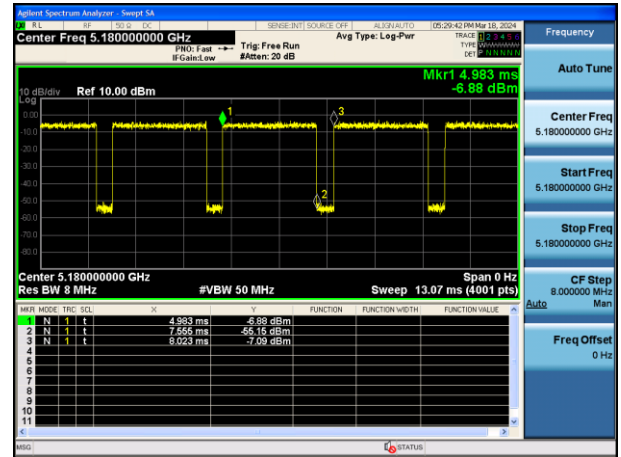 Agilent Spectrum Analyzer - Swept SA
RL RF 50 Ω DC SENSE:INT SOURCE OFF ALIGNAUTO 05:29:42 PM Mar 18, 2024
Center Freq 5.180000000 GHz
PNO: Fast
IFGain:Low
Trig: Free Run
#Atten: 20 dB
Avg Type: Log-Pwr
TRACE 1 2 3 4 5 6
TYPE
DET P N N N N N
Mkr1 4.983 ms
-6.88 dBm
10 dB/div Ref 10.00 dBm
Log
0.00
-10.0
-20.0
-30.0
-40.0
-50.0
-60.0
-70.0
-80.0
1
3
2
Center 5.180000000 GHz Span 0 Hz
Res BW 8 MHz #VBW 50 MHz Sweep 13.07 ms (4001 pts)
MKR MODE TRC SCL X Y FUNCTION FUNCTION WIDTH FUNCTION VALUE
1 N 1 t 4.983 ms -6.88 dBm
2 N 1 t 7.555 ms -55.15 dBm
3 N 1 t 8.023 ms -7.09 dBm
4
5
6
7
8
9
10
11
MSG STATUS
Frequency
Auto Tune
Center Freq
5.180000000 GHz
Start Freq
5.180000000 GHz
Stop Freq
5.180000000 GHz
CF Step
8.000000 MHz
Auto Man
Freq Offset
0 Hz